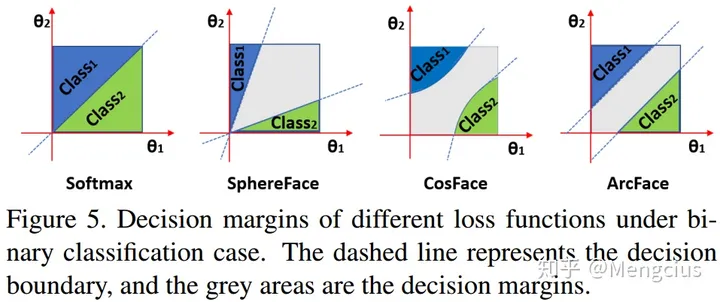 θ2
Class1
Class2
θ1
Softmax
θ2
Class1
Class2
θ1
SphereFace
θ2
Class1
Class2
θ1
CosFace
θ2
Class1
Class2
θ1
ArcFace
Figure 5. Decision margins of different loss functions under bi-
nary classification case. The dashed line represents the decision
boundary, and the grey areas are the decision margins.
知乎 @Mengcius